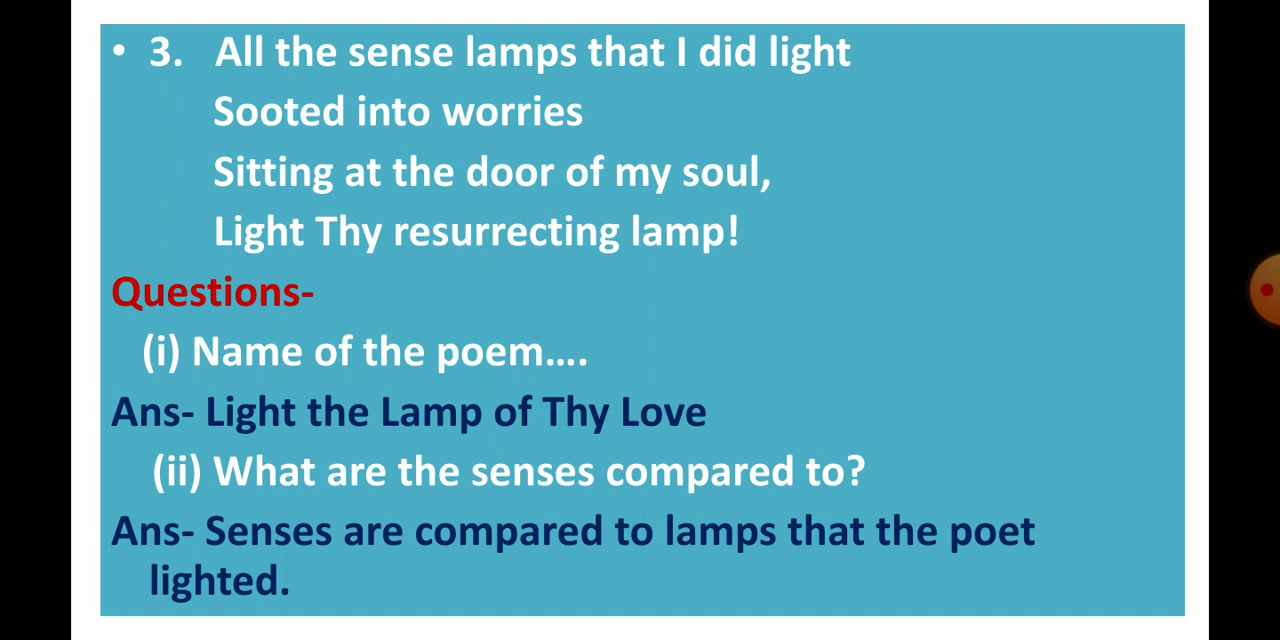 • 3. All the sense lamps that I did light
Sooted into worries
Sitting at the door of my soul,
Light Thy resurrecting lamp!
Questions-
(i) Name of the poem....
Ans- Light the Lamp of Thy Love
(ii) What are the senses compared to?
Ans- Senses are compared to lamps that the poet
lighted.